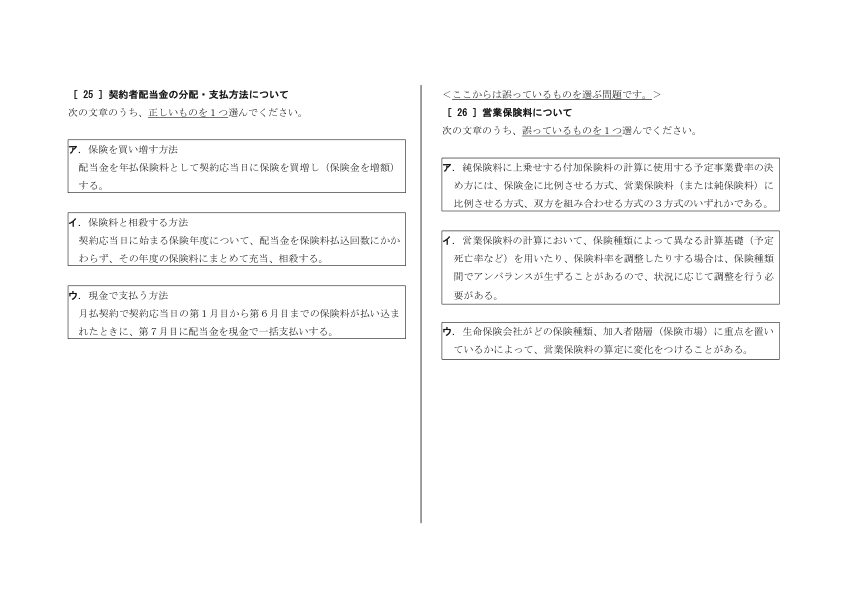 ［ 25 ］契約者配当金の分配・支払方法について
次の文章のうち、正しいものを１つ選んでください。
ア．保険を買い増す方法
配当金を年払保険料として契約応当日に保険を買増し（保険金を増額）
する。
イ．保険料と相殺する方法
契約応当日に始まる保険年度について、配当金を保険料払込回数にかか
わらず、その年度の保険料にまとめて充当、相殺する。
ウ．現金で支払う方法
月払契約で契約応当日の第１月目から第６月目までの保険料が払い込ま
れたときに、第７月目に配当金を現金で一括支払いする。
＜ここからは誤っているものを選ぶ問題です。＞
［ 26 ］営業保険料について
次の文章のうち、誤っているものを１つ選んでください。
ア．純保険料に上乗せする付加保険料の計算に使用する予定事業費率の決
め方には、保険金に比例させる方式、営業保険料（または純保険料）に
比例させる方式、双方を組み合わせる方式の３方式のいずれかである。
イ．営業保険料の計算において、保険種類によって異なる計算基礎（予定
死亡率など）を用いたり、保険料率を調整したりする場合は、保険種類
間でアンバランスが生ずることがあるので、状況に応じて調整を行う必
要がある。
ウ．生命保険会社がどの保険種類、加入者階層（保険市場）に重点を置い
ているかによって、営業保険料の算定に変化をつけることがある。